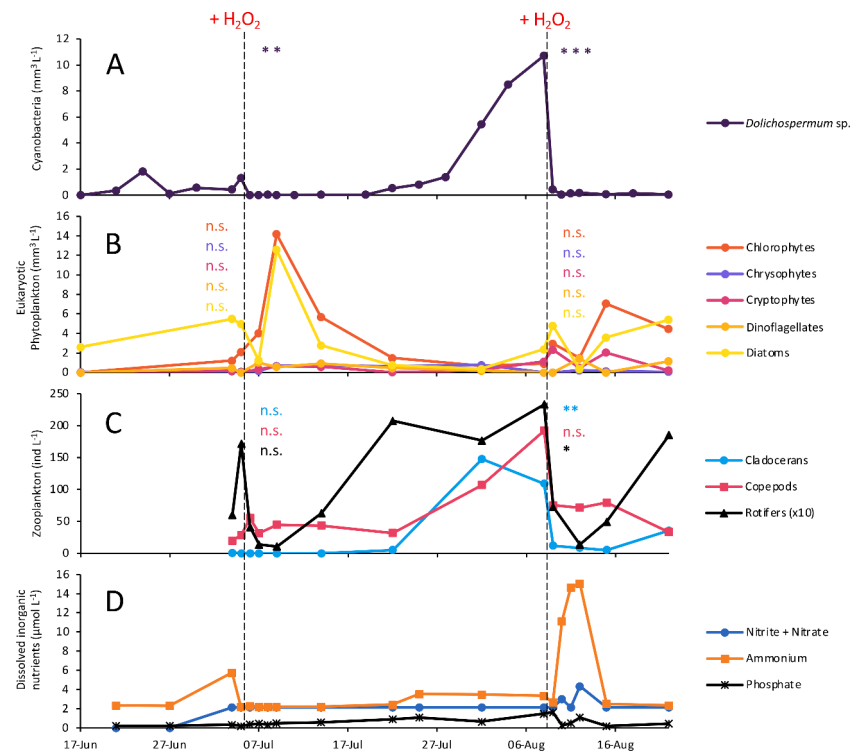 + H2O2 + H2O2
A
* *
* * *
Cyanobacteria (mm³ L⁻¹)
12
10
8
6
4
2
0
Dolichospermum sp.
B
Eukaryotic
Phytoplankton (mm³ L⁻¹)
16
14
12
10
8
6
4
2
0
n.s.
n.s.
n.s.
n.s.
n.s.
n.s.
n.s.
n.s.
n.s.
n.s.
Chlorophytes
Chrysophytes
Cryptophytes
Dinoflagellates
Diatoms
C
Zooplankton (ind L⁻¹)
250
200
150
100
50
0
n.s.
n.s.
n.s.
**
n.s.
*
Cladocerans
Copepods
Rotifers (x10)
D
Dissolved inorganic
nutrients (µmol L⁻¹)
16
14
12
10
8
6
4
2
0
Nitrite + Nitrate
Ammonium
Phosphate
17-Jun 27-Jun 07-Jul 17-Jul 27-Jul 06-Aug 16-Aug